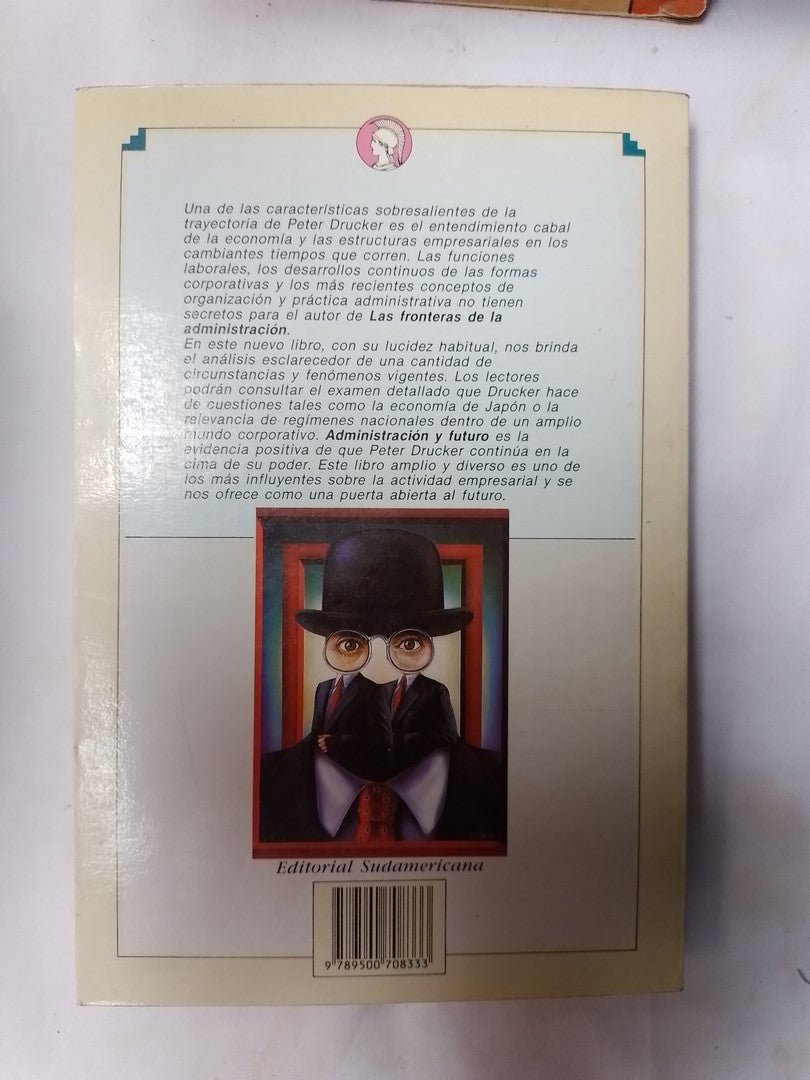 Una de las características sobresalientes de la
trayectoria de Peter Drucker es el entendimiento cabal
de la economía y las estructuras empresariales en los
cambiantes tiempos que corren. Las funciones
laborales, los desarrollos continuos de las formas
corporativas y los más recientes conceptos de
organización y práctica administrativa no tienen
secretos para el autor de Las fronteras de la
administración.
En este nuevo libro, con su lucidez habitual, nos brinda
el análisis esclarecedor de una cantidad de
circunstancias y fenómenos vigentes. Los lectores
podrán consultar el examen detallado que Drucker hace
de cuestiones tales como la economía de Japón o la
relevancia de regímenes nacionales dentro de un amplio
mundo corporativo. Administración y futuro es la
evidencia positiva de que Peter Drucker continúa en la
cima de su poder. Este libro amplio y diverso es uno de
los más influyentes sobre la actividad empresarial y se
nos ofrece como una puerta abierta al futuro.
Editorial Sudamericana
9 789500 708333